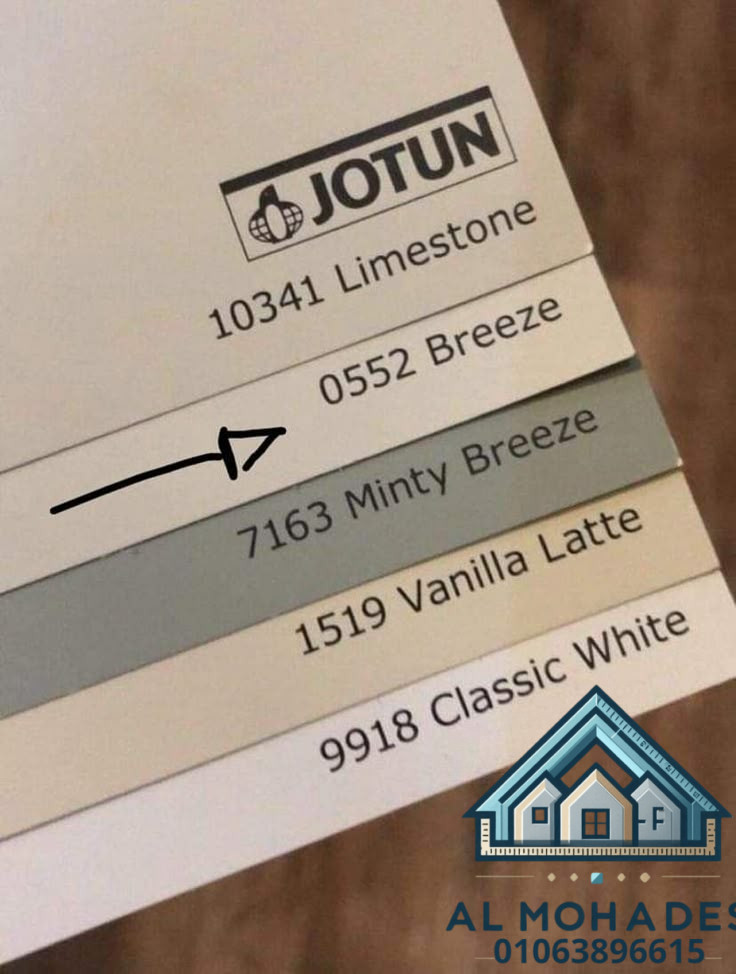 JOTUN
10341 Limestone
0552 Breeze
7163 Minty Breeze
1519 Vanilla Latte
9918 Classic White
-F
AL MOHADES
01063896615